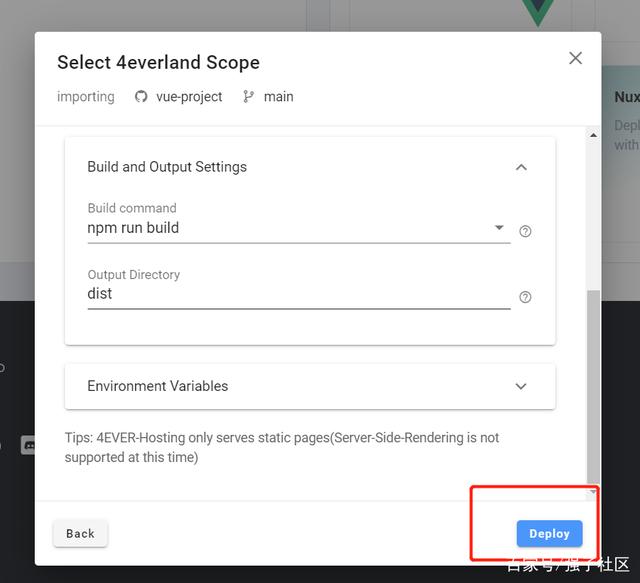 Select 4everland Scope
importing vue-project main
Nux
Depl
with
Build and Output Settings
Build command
npm run build
Output Directory
dist
Environment Variables
Tips: 4EVER-Hosting only serves static pages(Server-Side-Rendering is not
supported at this time)
Back
Deploy
百家号/强子社区